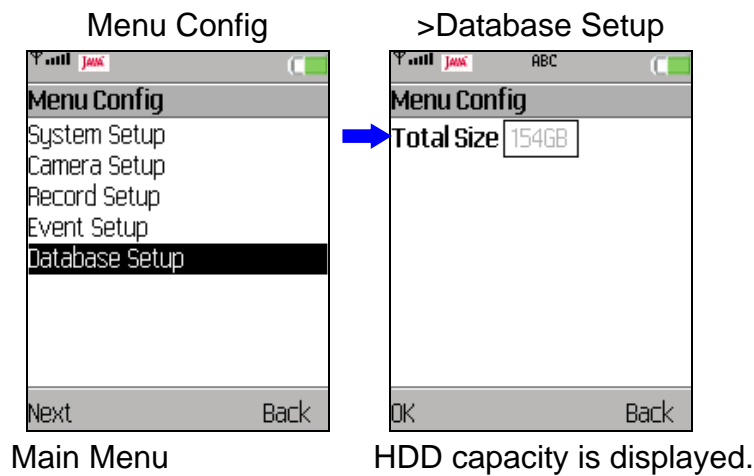 Menu Config
JAVA
Menu Config
System Setup
Camera Setup
Record Setup
Event Setup
Database Setup
Next Back
Main Menu
>Database Setup
JAVA ABC
Menu Config
Total Size 154GB
OK Back
HDD capacity is displayed.